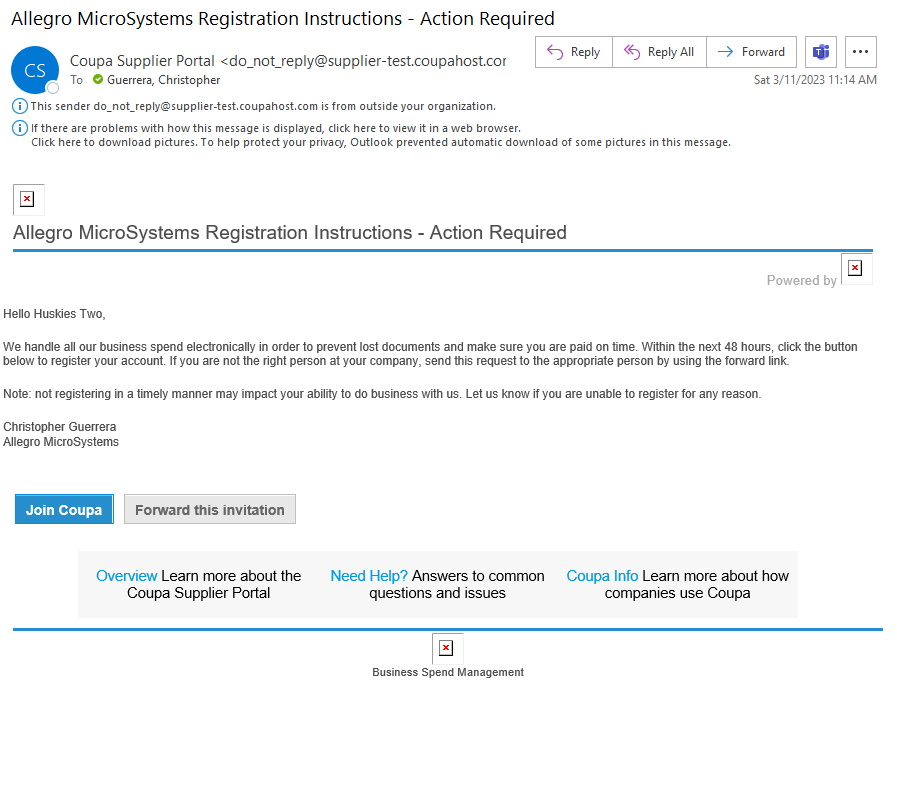 Allegro MicroSystems Registration Instructions - Action Required
CS
Coupa Supplier Portal <do_not_reply@supplier-test.coupahost.cor
Reply
Reply All
Forward
To Guerrera, Christopher
Sat 3/11/2023 11:14 AM
This sender do_not_reply@supplier-test.coupahost.com is from outside your organization.
If there are problems with how this message is displayed, click here to view it in a web browser.
Click here to download pictures. To help protect your privacy, Outlook prevented automatic download of some pictures in this message.
Allegro MicroSystems Registration Instructions - Action Required
Powered by
Hello Huskies Two,
We handle all our business spend electronically in order to prevent lost documents and make sure you are paid on time. Within the next 48 hours, click the button
below to register your account. If you are not the right person at your company, send this request to the appropriate person by using the forward link.
Note: not registering in a timely manner may impact your ability to do business with us. Let us know if you are unable to register for any reason.
Christopher Guerrera
Allegro MicroSystems
Join Coupa
Forward this invitation
Overview Learn more about the
Coupa Supplier Portal
Need Help? Answers to common
questions and issues
Coupa Info Learn more about how
companies use Coupa
Business Spend Management